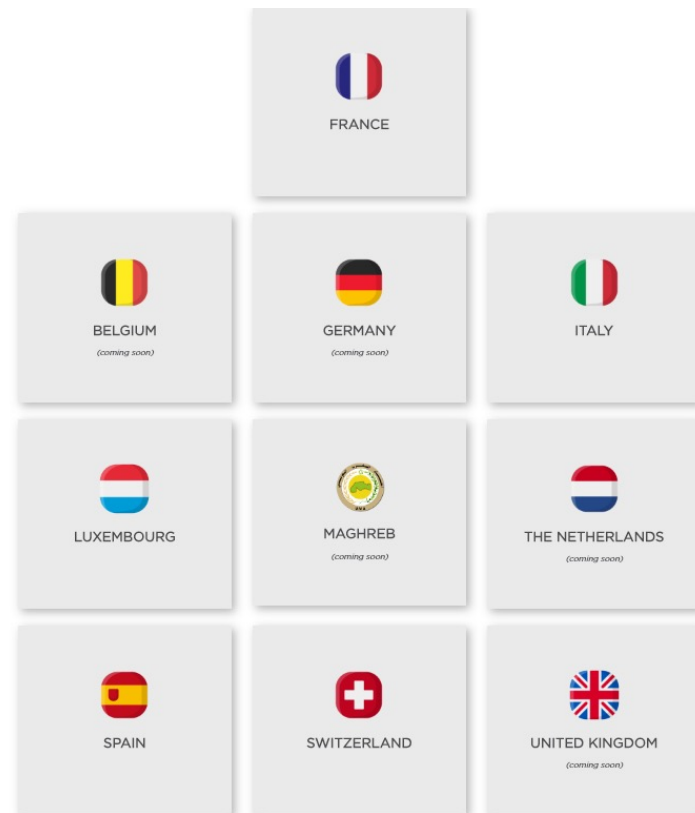 FRANCE
BELGIUM
(coming soon)
GERMANY
(coming soon)
ITALY
LUXEMBOURG
MAGHREB
(coming soon)
THE NETHERLANDS
(coming soon)
SPAIN
SWITZERLAND
UNITED KINGDOM
(coming soon)